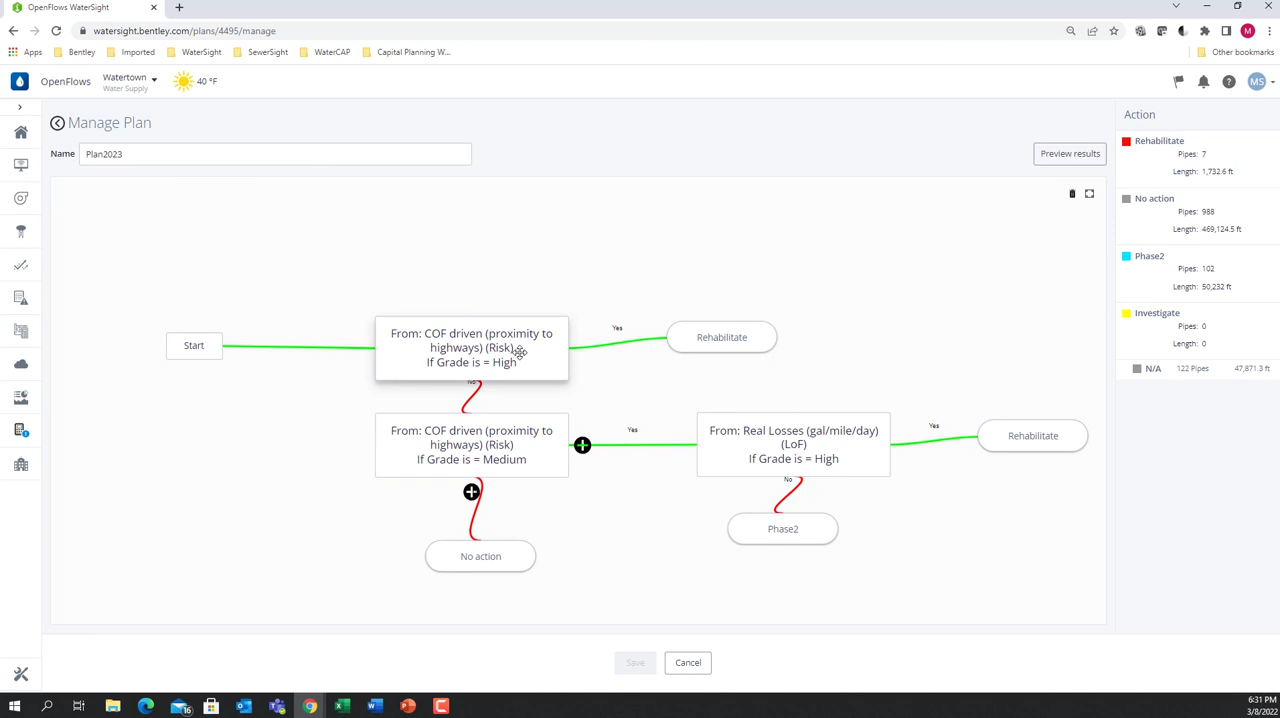 OpenFlows WaterSight
watersight.bentley.com/plans/4495/manage
M
Apps
Bentley
Imported
WaterSight
SewerSight
WaterCAP
Capital Planning W...
Other bookmarks
OpenFlows
Watertown
Water Supply
40 °F
MS
Manage Plan
Name
Plan2023
Preview results
Start
From: COF driven (proximity to
highways) (Risk)
If Grade is = High
Yes
Rehabilitate
No
From: COF driven (proximity to
highways) (Risk)
If Grade is = Medium
Yes
From: Real Losses (gal/mile/day)
(LoF)
If Grade is = High
Yes
Rehabilitate
No
Phase2
No action
Action
Rehabilitate
Pipes: 7
Length: 1,732.6 ft
No action
Pipes: 988
Length: 469,124.5 ft
Phase2
Pipes: 102
Length: 50,232 ft
Investigate
Pipes: 0
Length: 0
N/A 122 Pipes 47,871.3 ft
Save
Cancel
16
6:31 PM
3/8/2022